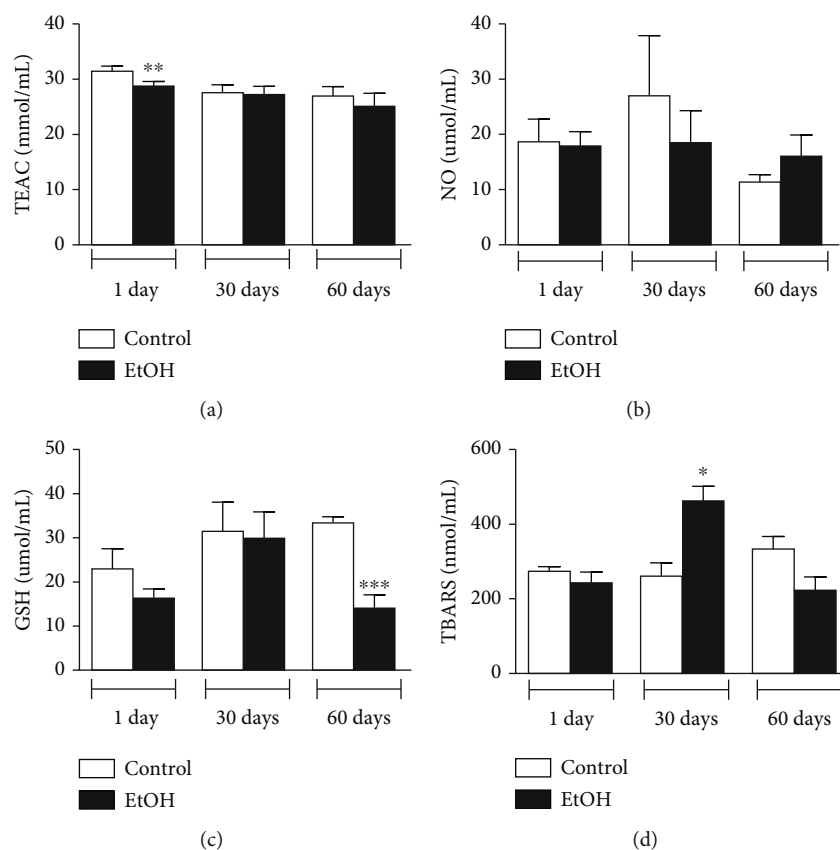 40
30
20
10
0
TEAC (mmol/mL)
**
1 day
30 days
60 days
Control
EtOH
(a)
40
30
20
10
0
NO (umol/mL)
1 day
30 days
60 days
Control
EtOH
(b)
50
40
30
20
10
0
GSH (umol/mL)
***
1 day
30 days
60 days
Control
EtOH
(c)
600
400
200
0
TBARS (nmol/mL)
*
1 day
30 days
60 days
Control
EtOH
(d)